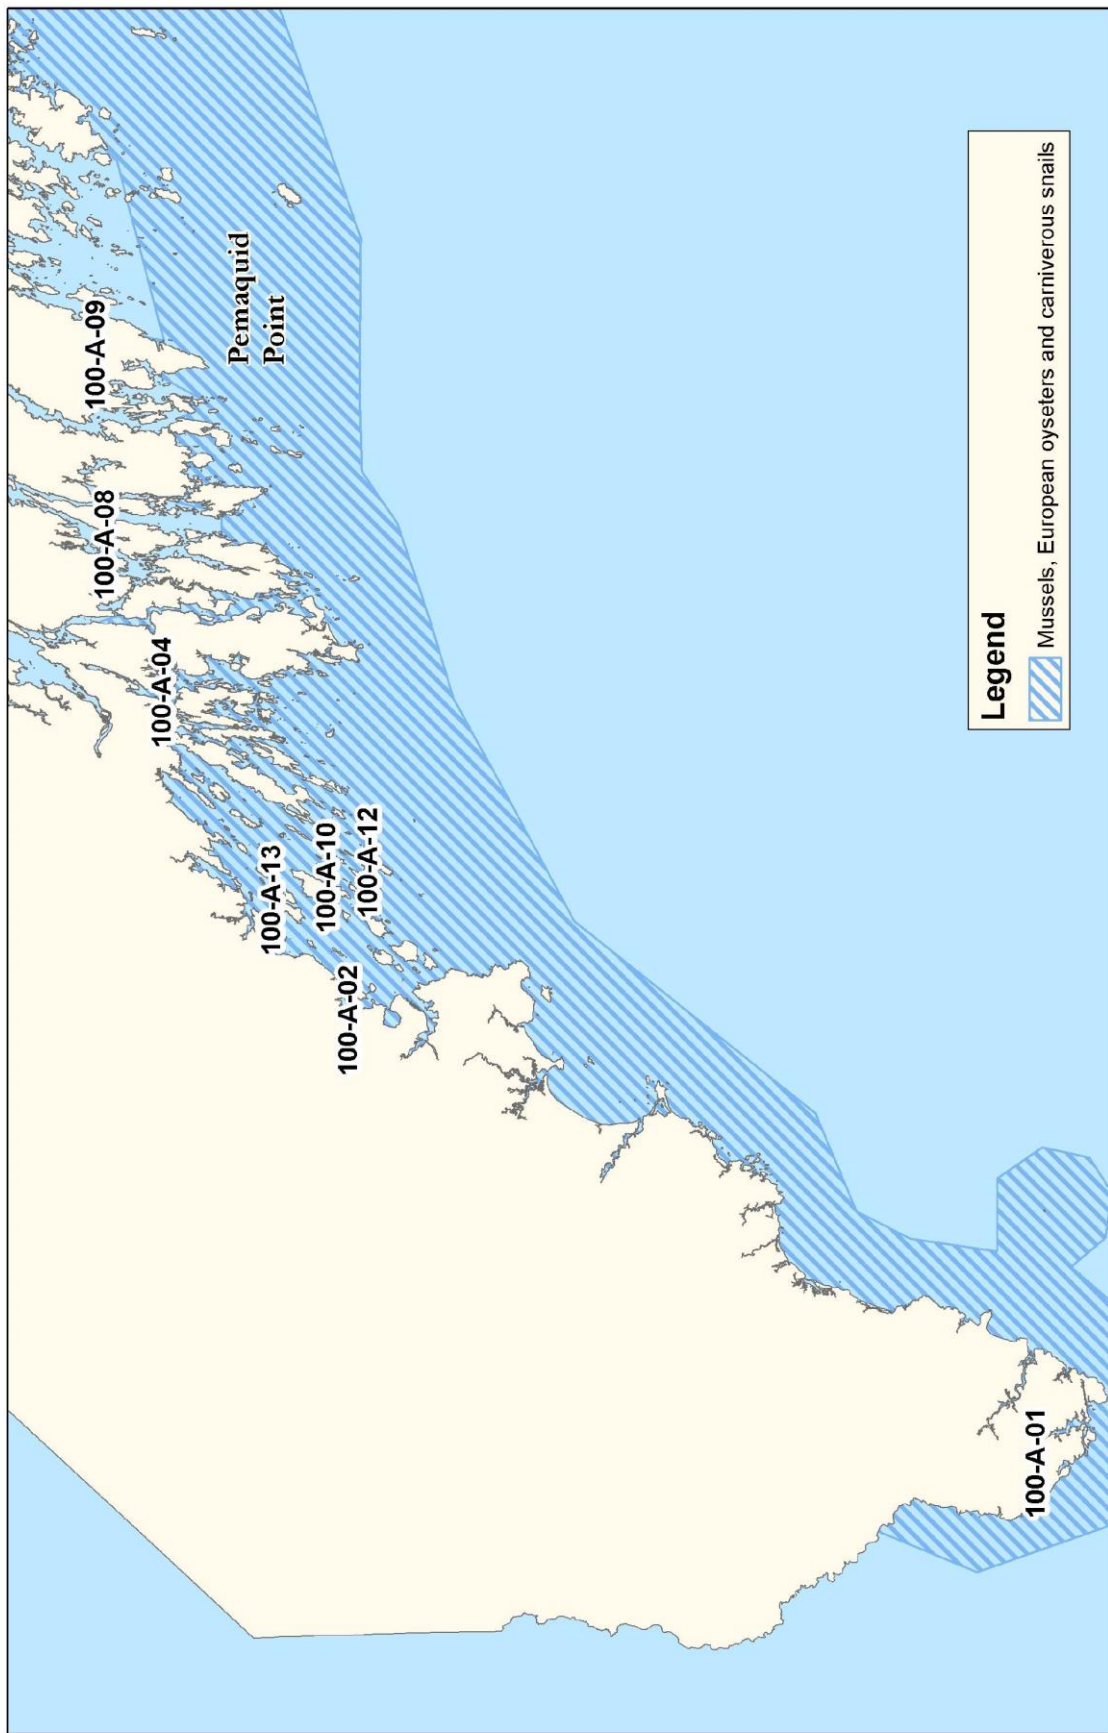 100-A-09
Pemaquid
Point
100-A-08
100-A-04
100-A-13
100-A-10
100-A-12
100-A-02
100-A-01
Legend
Mussels, European oyseters and carniverous snails